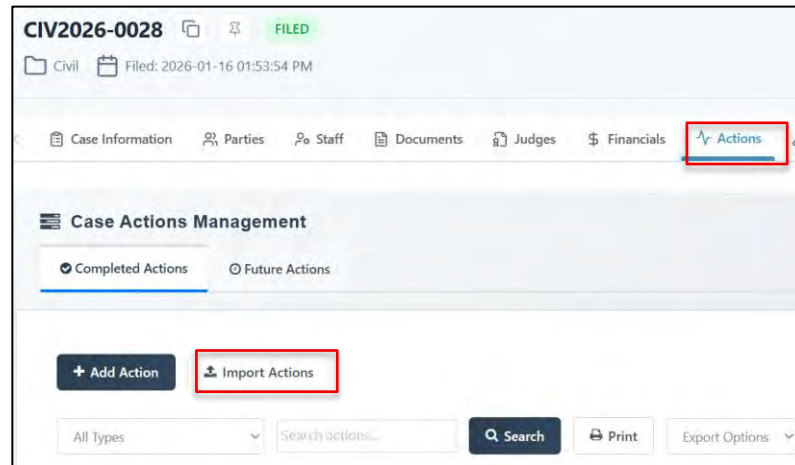 CIV2026-0028 FILED
Civil Filed: 2026-01-16 01:53:54 PM
Case Information Parties Staff Documents Judges $ Financials Actions
Case Actions Management
Completed Actions Future Actions
+ Add Action Import Actions
All Types Search actions... Search Print Export Options